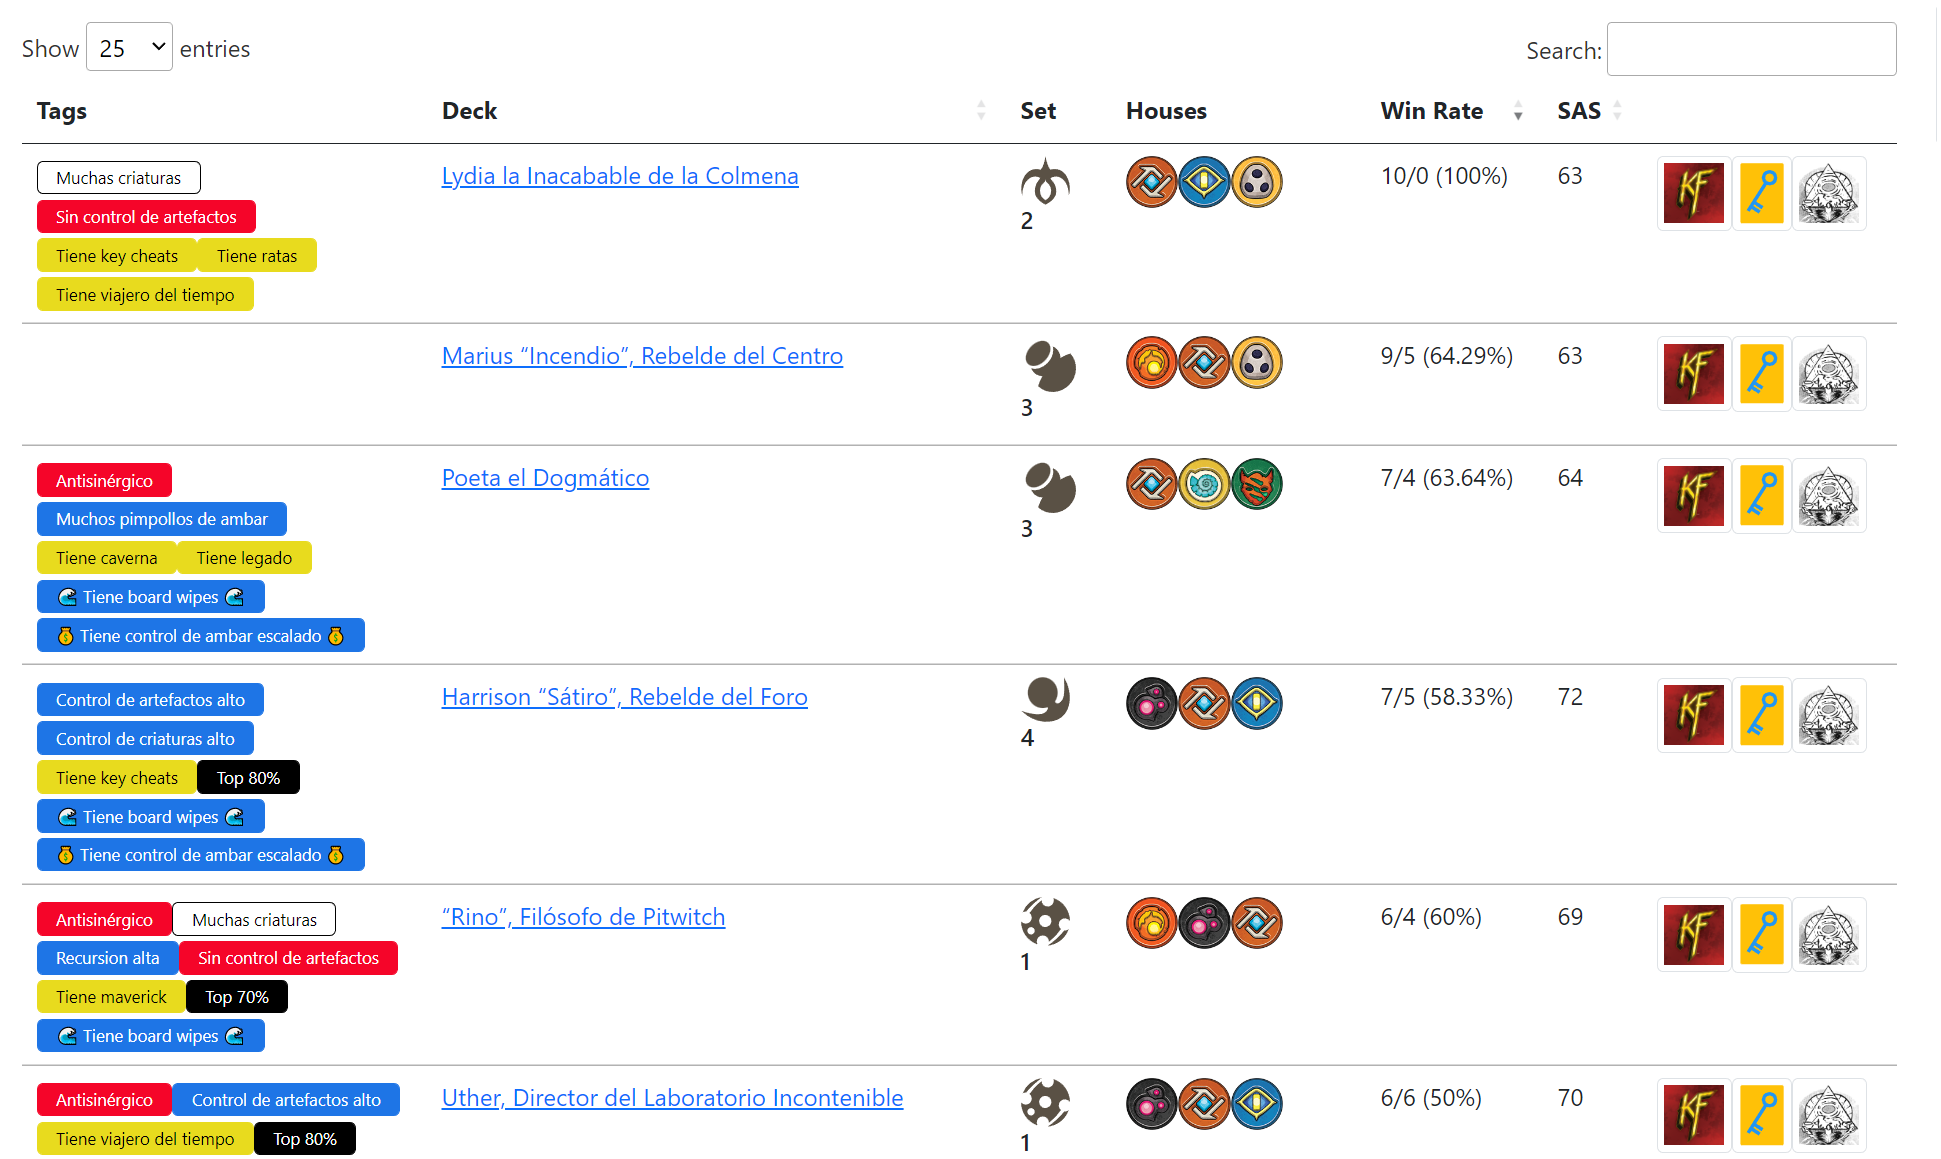 Show 25 entries Search:
Tags Deck Set Houses Win Rate SAS
Muchas criaturas Lydia la Inacabable de la Colmena 10/0 (100%) 63 KF
Sin control de artefactos 2
Tiene key cheats Tiene ratas
Tiene viajero del tiempo
Marius “Incendio”, Rebelde del Centro 9/5 (64.29%) 63 KF
3
Antisinérgico Poeta el Dogmático 7/4 (63.64%) 64 KF
Muchos pimpollos de ambar 3
Tiene caverna Tiene legado
🌊 Tiene board wipes 🌊
💰 Tiene control de ambar escalado 💰
Control de artefactos alto Harrison “Sátiro”, Rebelde del Foro 7/5 (58.33%) 72 KF
Control de criaturas alto 4
Tiene key cheats Top 80%
🌊 Tiene board wipes 🌊
💰 Tiene control de ambar escalado 💰
Antisinérgico Muchas criaturas “Rino”, Filósofo de Pitwitch 6/4 (60%) 69 KF
Recursion alta Sin control de artefactos 1
Tiene maverick Top 70%
🌊 Tiene board wipes 🌊
Antisinérgico Control de artefactos alto Uther, Director del Laboratorio Incontenible 6/6 (50%) 70 KF
Tiene viajero del tiempo Top 80% 1